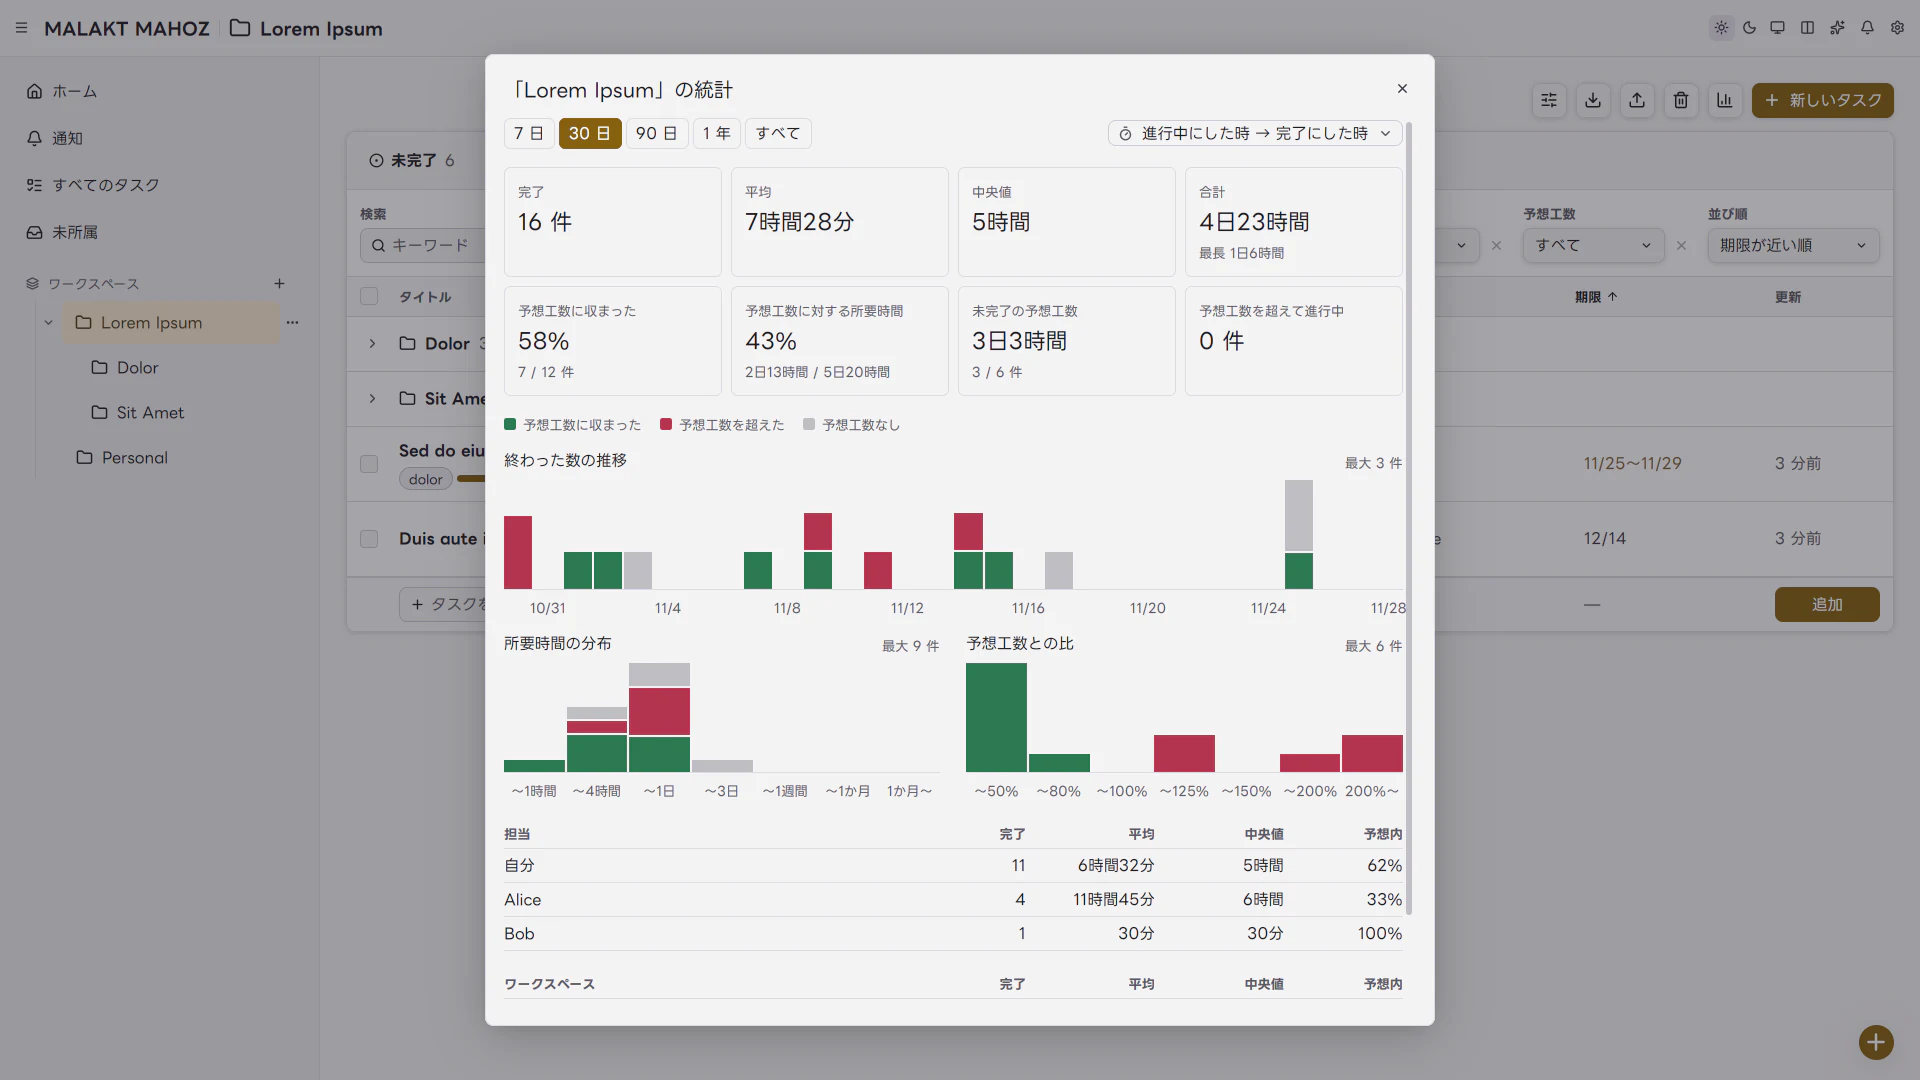 MALAKT MAHOZ
Lorem Ipsum
ホーム
通知
すべてのタスク
未所属
ワークスペース
Lorem Ipsum
Dolor
Sit Amet
Personal
新しいタスク
未完了 6
検索
キーワード
予想工数
すべて
並び順
期限が近い順
タイトル
期限
更新
Dolor
Sit Ame
Sed do eiu
dolor
11/25～11/29
3 分前
Duis aute
12/14
3 分前
タスクを
—
追加
「Lorem Ipsum」の統計
7 日
30 日
90 日
1 年
すべて
進行中にした時 → 完了にした時
完了
16 件
平均
7時間28分
中央値
5時間
合計
4日23時間
最長 1日6時間
予想工数に収まった
58%
7 / 12 件
予想工数に対する所要時間
43%
2日13時間 / 5日20時間
未完了の予想工数
3日3時間
3 / 6 件
予想工数を超えて進行中
0 件
予想工数に収まった 予想工数を超えた 予想工数なし
終わった数の推移 最大 3 件
10/31 11/4 11/8 11/12 11/16 11/20 11/24 11/28
所要時間の分布 最大 9 件
～1時間 ～4時間 ～1日 ～3日 ～1週間 ～1か月 1か月～
予想工数との比 最大 6 件
～50% ～80% ～100% ～125% ～150% ～200% 200%～
担当 完了 平均 中央値 予想内
自分 11 6時間32分 5時間 62%
Alice 4 11時間45分 6時間 33%
Bob 1 30分 30分 100%
ワークスペース 完了 平均 中央値 予想内